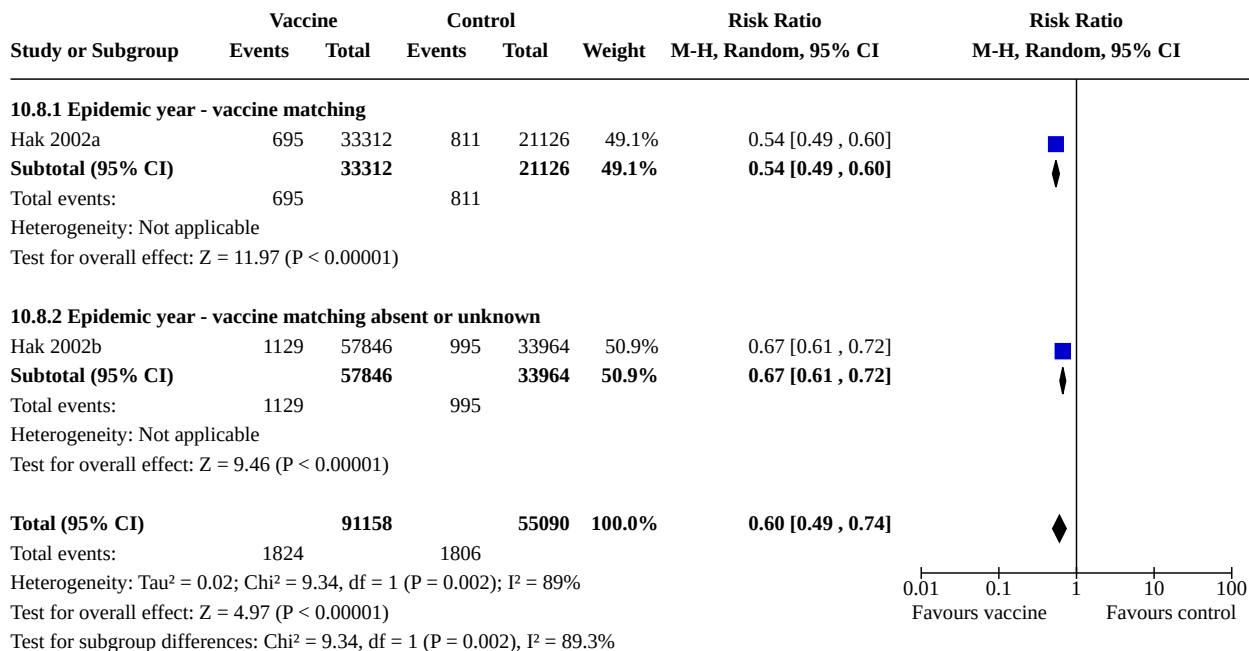 Vaccine Control Risk Ratio Risk Ratio
Study or Subgroup Events Total Events Total Weight M-H, Random, 95% CI M-H, Random, 95% CI
10.8.1 Epidemic year - vaccine matching
Hak 2002a 695 33312 811 21126 49.1% 0.54 [0.49 , 0.60]
Subtotal (95% CI) 33312 21126 49.1% 0.54 [0.49 , 0.60]
Total events: 695 811
Heterogeneity: Not applicable
Test for overall effect: Z = 11.97 (P < 0.00001)
10.8.2 Epidemic year - vaccine matching absent or unknown
Hak 2002b 1129 57846 995 33964 50.9% 0.67 [0.61 , 0.72]
Subtotal (95% CI) 57846 33964 50.9% 0.67 [0.61 , 0.72]
Total events: 1129 995
Heterogeneity: Not applicable
Test for overall effect: Z = 9.46 (P < 0.00001)
Total (95% CI) 91158 55090 100.0% 0.60 [0.49 , 0.74]
Total events: 1824 1806
Heterogeneity: Tau² = 0.02; Chi² = 9.34, df = 1 (P = 0.002); I² = 89%
0.01 0.1 1 10 100
Test for overall effect: Z = 4.97 (P < 0.00001)
Favours vaccine Favours control
Test for subgroup differences: Chi² = 9.34, df = 1 (P = 0.002), I² = 89.3%